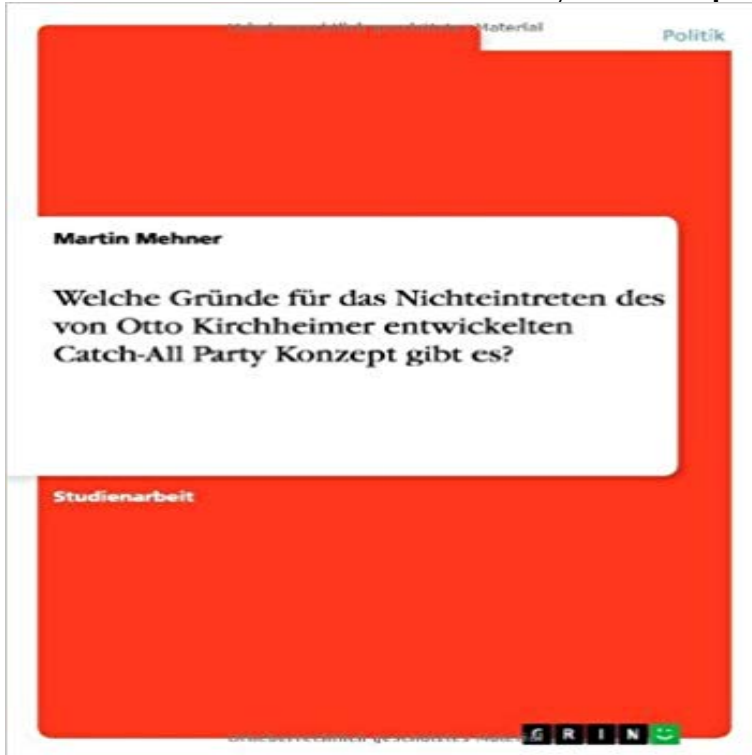 Politik
Martin Mehner
Welche Gründe für das Nichteintreten des
von Otto Kirchheimer entwickelten
Catch-All Party Konzept gibt es?
Studienarbeit
GRIN